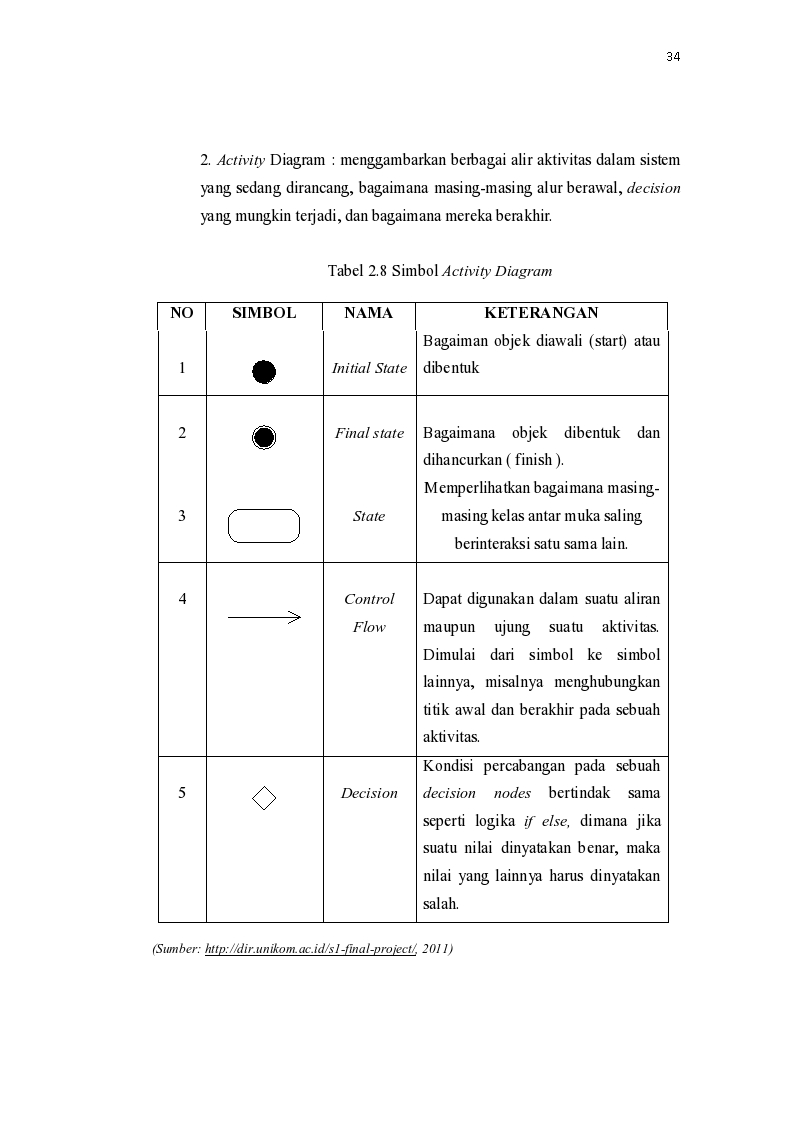 34
2. Activity Diagram : menggambarkan berbagai alir aktivitas dalam sistem
yang sedang dirancang, bagaimana masing-masing alur berawal, decision
yang mungkin terjadi, dan bagaimana mereka berakhir.
Tabel 2.8 Simbol Activity Diagram
NO SIMBOL NAMA KETERANGAN
1 Initial State
Bagaiman objek diawali (start) atau
dibentuk
2 Final state
Bagaimana objek dibentuk dan
dihancurkan ( finish ).
3 State
Memperlihatkan bagaimana masing-
masing kelas antar muka saling
berinteraksi satu sama lain.
4 Control
Flow
Dapat digunakan dalam suatu aliran
maupun ujung suatu aktivitas.
Dimulai dari simbol ke simbol
lainnya, misalnya menghubungkan
titik awal dan berakhir pada sebuah
aktivitas.
5 Decision
Kondisi percabangan pada sebuah
decision nodes bertindak sama
seperti logika if else, dimana jika
suatu nilai dinyatakan benar, maka
nilai yang lainnya harus dinyatakan
salah.
(Sumber: http://dir.unikom.ac.id/s1-final-project/, 2011)